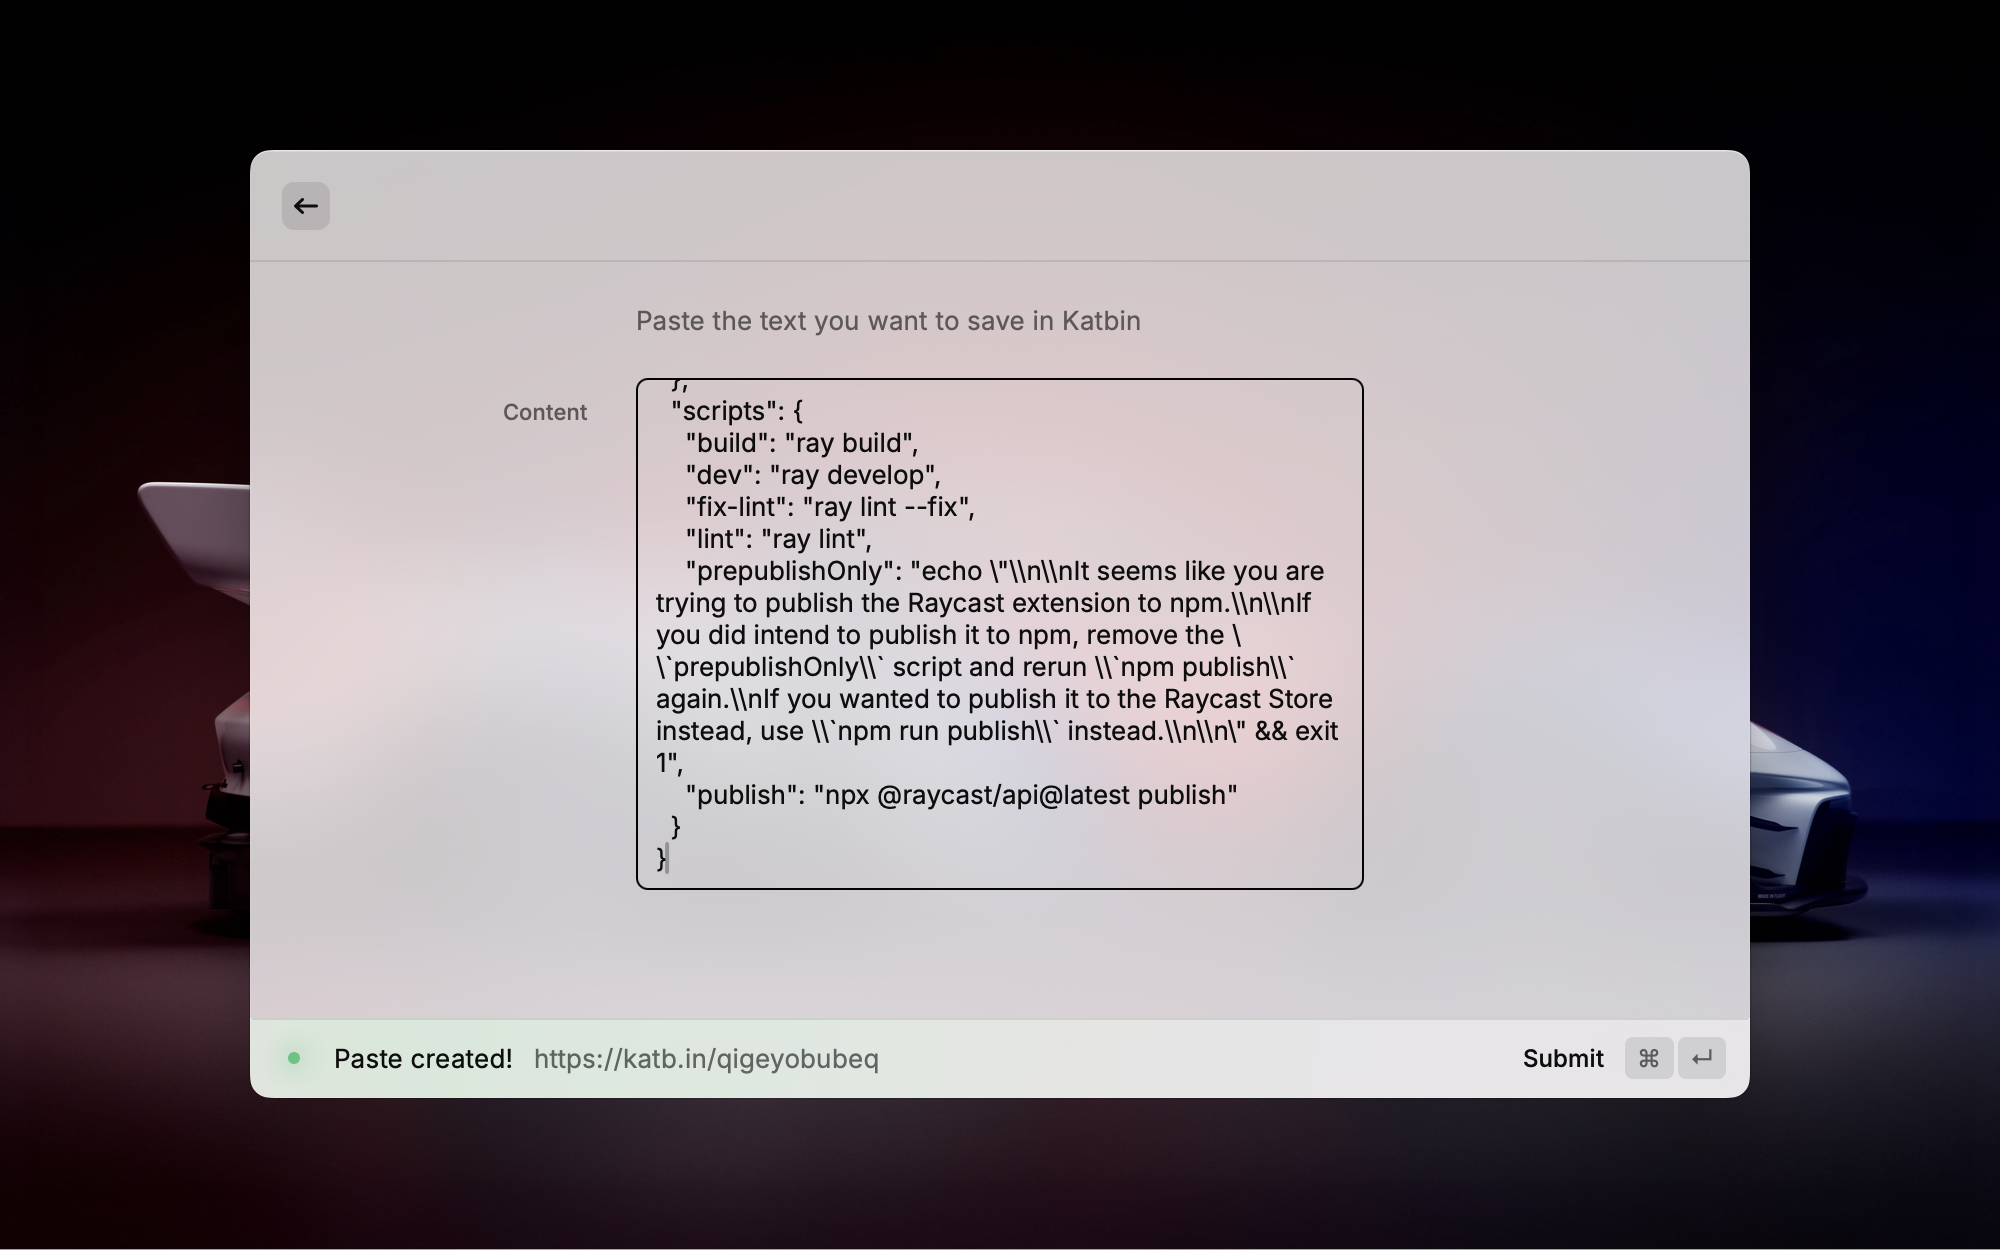 Paste the text you want to save in Katbin
Content
},
"scripts": {
"build": "ray build",
"dev": "ray develop",
"fix-lint": "ray lint --fix",
"lint": "ray lint",
"prepublishOnly": "echo \"\\n\\nIt seems like you are
trying to publish the Raycast extension to npm.\\n\\nIf
you did intend to publish it to npm, remove the \
\`prepublishOnly\\` script and rerun \\`npm publish\\`
again.\\nIf you wanted to publish it to the Raycast Store
instead, use \\`npm run publish\\` instead.\\n\\n\" && exit
1",
"publish": "npx @raycast/api@latest publish"
}
}
Paste created! https://katb.in/qigeyobubeq
Submit ⌘ ↵